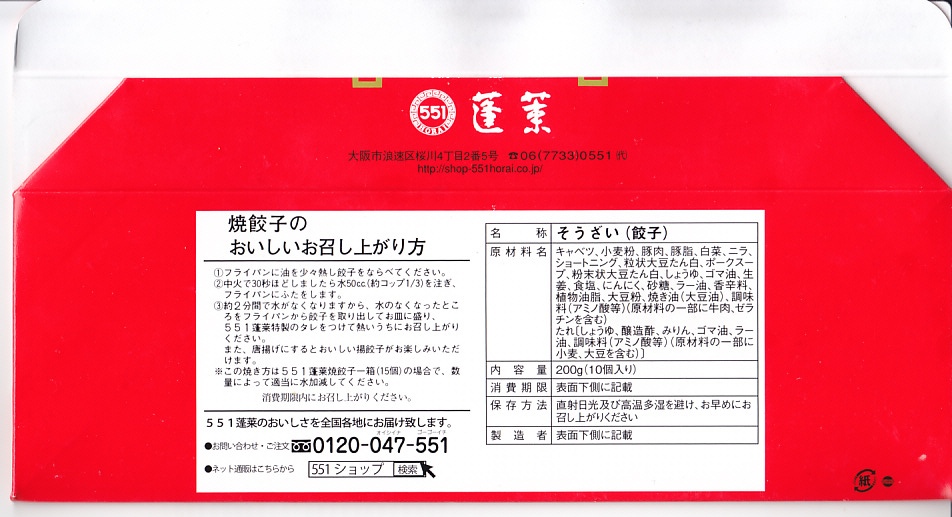 551
HORAI
蓬莱
大阪市浪速区桜川4丁目2番5号 ☎06(7733)0551 ㈹
http://shop-551horai.co.jp/
焼餃子の
おいしいお召し上がり方
①フライパンに油を少々熱し餃子をならべてください。
②中火で30秒ほどしましたら水50cc(約コップ1/3)を注ぎ、
フライパンにふたをします。
③約2分間で水がなくなりますから、水のなくなったとこ
ろをフライパンから餃子を取り出してお皿に盛り、
551蓬莱特製のタレをつけて熱いうちにお召し上がり
ください。
また、唐揚げにするとおいしい揚餃子がお楽しみいただ
けます。
※この焼き方は551蓬莱焼餃子一箱(15個)の場合で、数
量によって適当に水加減してください。
消費期限内にお召し上がりください。
551蓬莱のおいしさを全国各地にお届け致します。
オイシイナ ゴーゴーイチ
●お問い合わせ・ご注文 0120-047-551
●ネット通販はこちらから 551 ショップ 検索
名称 そうざい(餃子)
原材料名 キャベツ、小麦粉、豚肉、豚脂、白菜、ニラ、
ショートニング、粒状大豆たん白、ポークスー
プ、粉末状大豆たん白、しょうゆ、ゴマ油、生
姜、食塩、にんにく、砂糖、ラー油、香辛料、
植物油脂、大豆粉、焼き油(大豆油)、調味
料(アミノ酸等)(原材料の一部に牛肉、ゼラ
チンを含む)
たれ〔しょうゆ、醸造酢、みりん、ゴマ油、ラー
油、調味料(アミノ酸等)(原材料の一部に
小麦、大豆を含む)〕
内容量 200g(10個入り)
消費期限 表面下側に記載
保存方法 直射日光及び高温多湿を避け、お早めにお
召し上がりください
製造者 表面下側に記載
紙